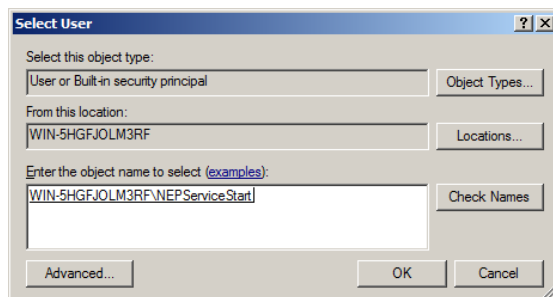 Select User
Select this object type:
User or Built-in security principal
Object Types...
From this location:
WIN-5HGFJOLM3RF
Locations...
Enter the object name to select (examples):
WIN-5HGFJOLM3RF\NEPServiceStart
Check Names
Advanced...
OK
Cancel